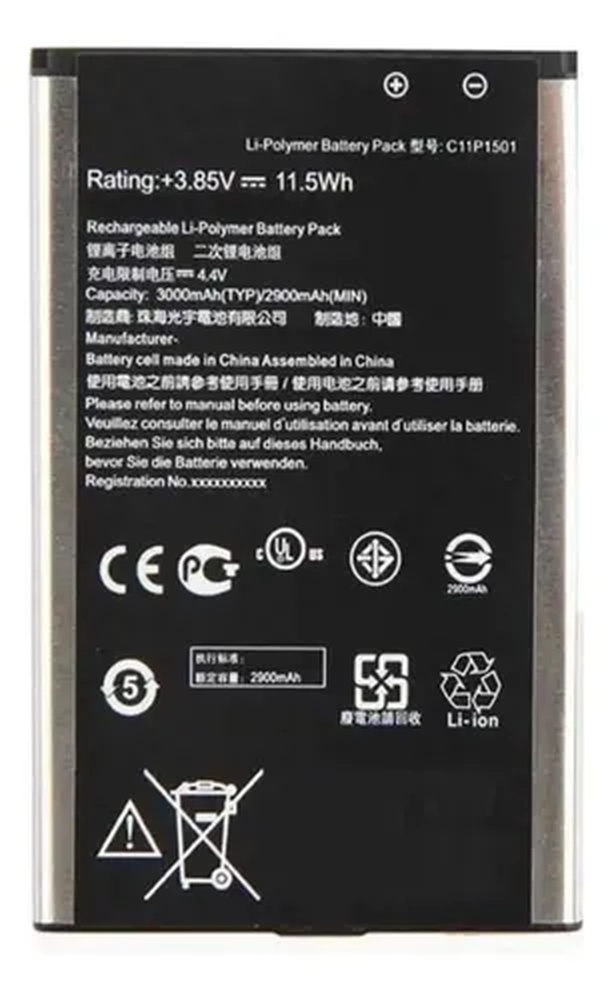 Li-Polymer Battery Pack 型号: C11P1501
Rating:+3.85V ⎓ 11.5Wh
Rechargeable Li-Polymer Battery Pack
锂离子电池组 二次锂电池组
充电限制电压⎓ 4.4V
Capacity: 3000mAh(TYP)/2900mAh(MIN)
制造商: 珠海光宇電池有限公司 制造地: 中国
Manufacturer-
Battery cell made in China Assembled in China
使用電池之前請參考使用手冊 / 使用电池之前请参考使用手册
Please refer to manual before using battery.
Veuillez consulter le manuel d'utilisation avant d'utiliser la batterie.
Beziehen Sie sich bitte auf dieses Handbuch,
bevor Sie die Batterie verwenden.
Registration No.xxxxxxxxxx
CE PCT c UL US
2900mAh
5
执行标准:
额定容量: 2900mAh
廢電池請回收
Li-ion